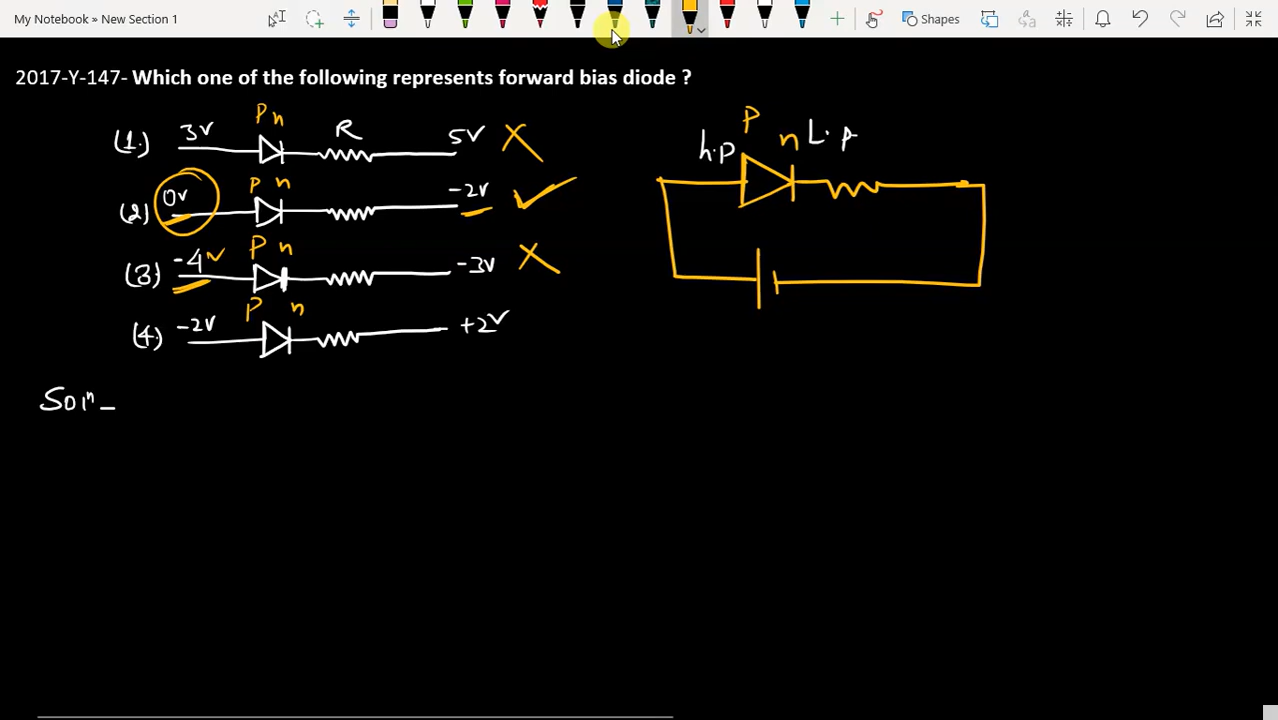 My Notebook » New Section 1
Shapes
2017-Y-147- Which one of the following represents forward bias diode ?
(1.) 3V P n R 5V X
(2) 0V P n -2V ✓
(3) -4V P n -3V X
(4) -2V P n +2V
h.p P n L.p
Solⁿ-